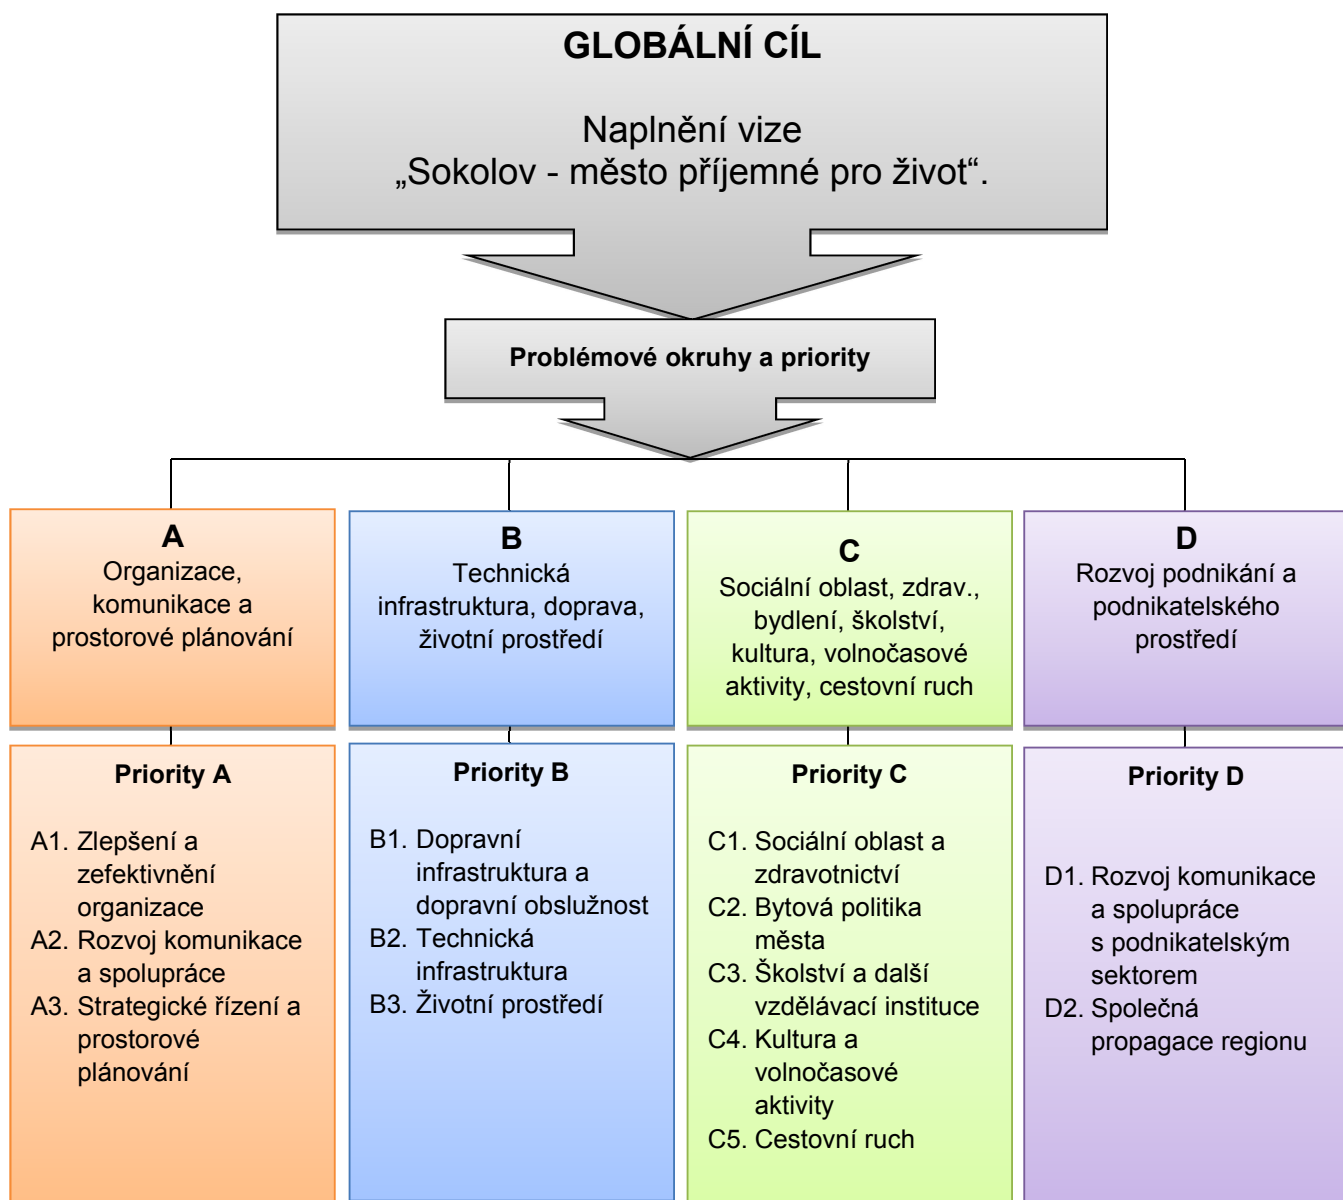 GLOBÁLNÍ CÍL
Naplnění vize
„Sokolov - město příjemné pro život“.
Problémové okruhy a priority
A
Organizace,
komunikace a
prostorové plánování
B
Technická
infrastruktura, doprava,
životní prostředí
C
Sociální oblast, zdrav.,
bydlení, školství,
kultura, volnočasové
aktivity, cestovní ruch
D
Rozvoj podnikání a
podnikatelského
prostředí
Priority A
A1. Zlepšení a
zefektivnění
organizace
A2. Rozvoj komunikace
a spolupráce
A3. Strategické řízení a
prostorové
plánování
Priority B
B1. Dopravní
infrastruktura a
dopravní obslužnost
B2. Technická
infrastruktura
B3. Životní prostředí
Priority C
C1. Sociální oblast a
zdravotnictví
C2. Bytová politika
města
C3. Školství a další
vzdělávací instituce
C4. Kultura a
volnočasové
aktivity
C5. Cestovní ruch
Priority D
D1. Rozvoj komunikace
a spolupráce
s podnikatelským
sektorem
D2. Společná
propagace regionu